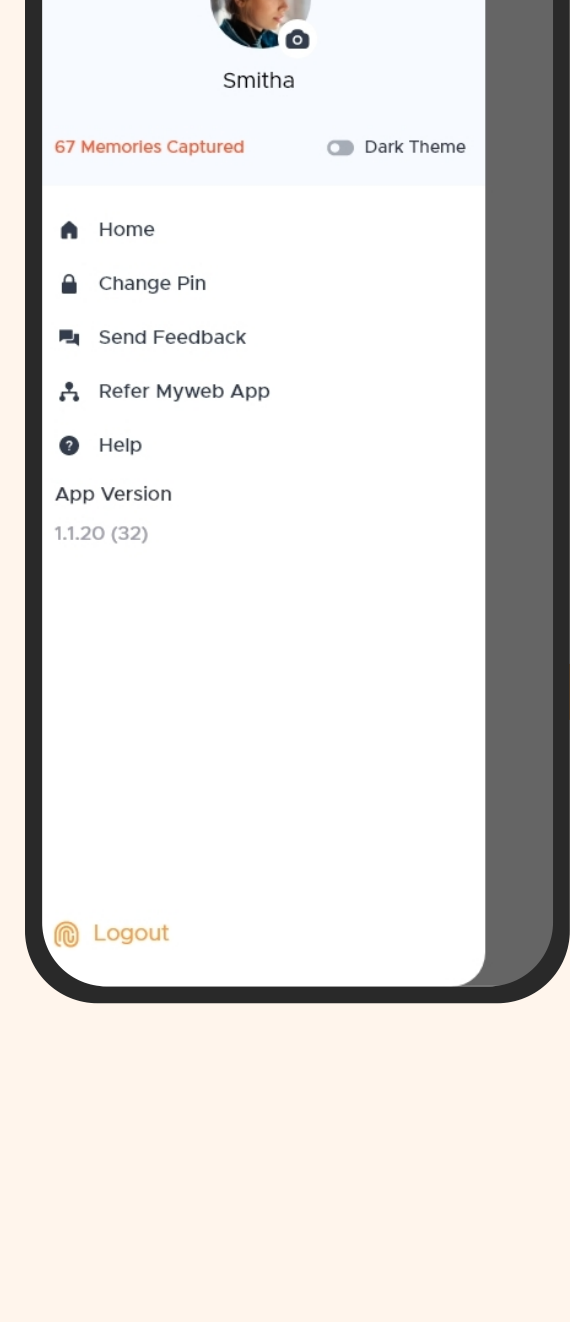 Smitha
67 Memories Captured
Dark Theme
Home
Change Pin
Send Feedback
Refer Myweb App
Help
App Version
1.1.20 (32)
Logout